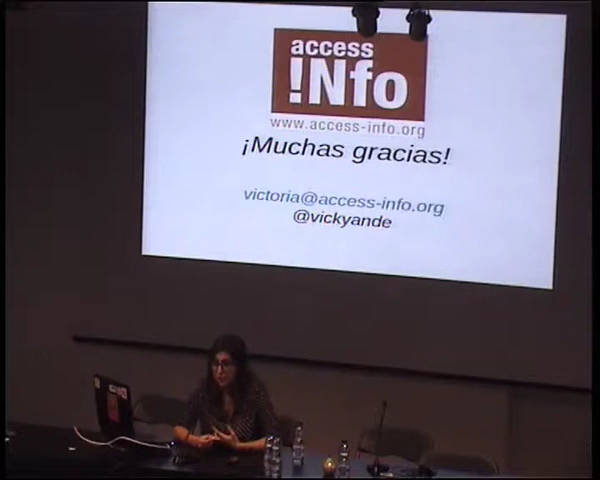 access
!Nfo
www.access-info.org
¡Muchas gracias!
victoria@access-info.org
@vickyande